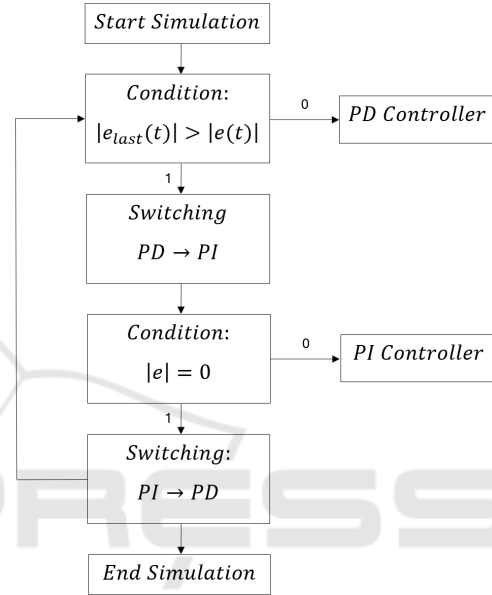 Start Simulation
Condition:
|e_last(t)| > |e(t)|
0
PD Controller
1
Switching
PD → PI
Condition:
|e| = 0
0
PI Controller
1
Switching:
PI → PD
End Simulation